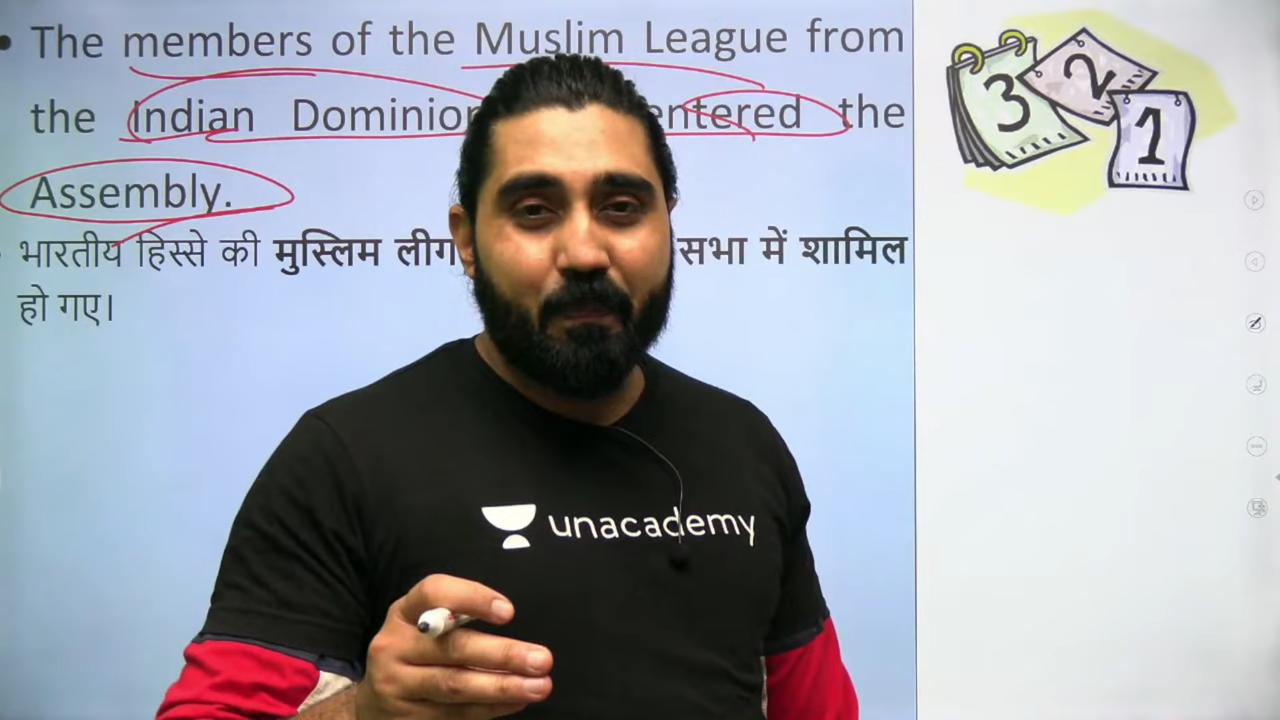 The members of the Muslim League from
the Indian Dominion entered the
Assembly.
भारतीय हिस्से की मुस्लिम लीग सभा में शामिल
हो गए।
3 2 1
unacademy